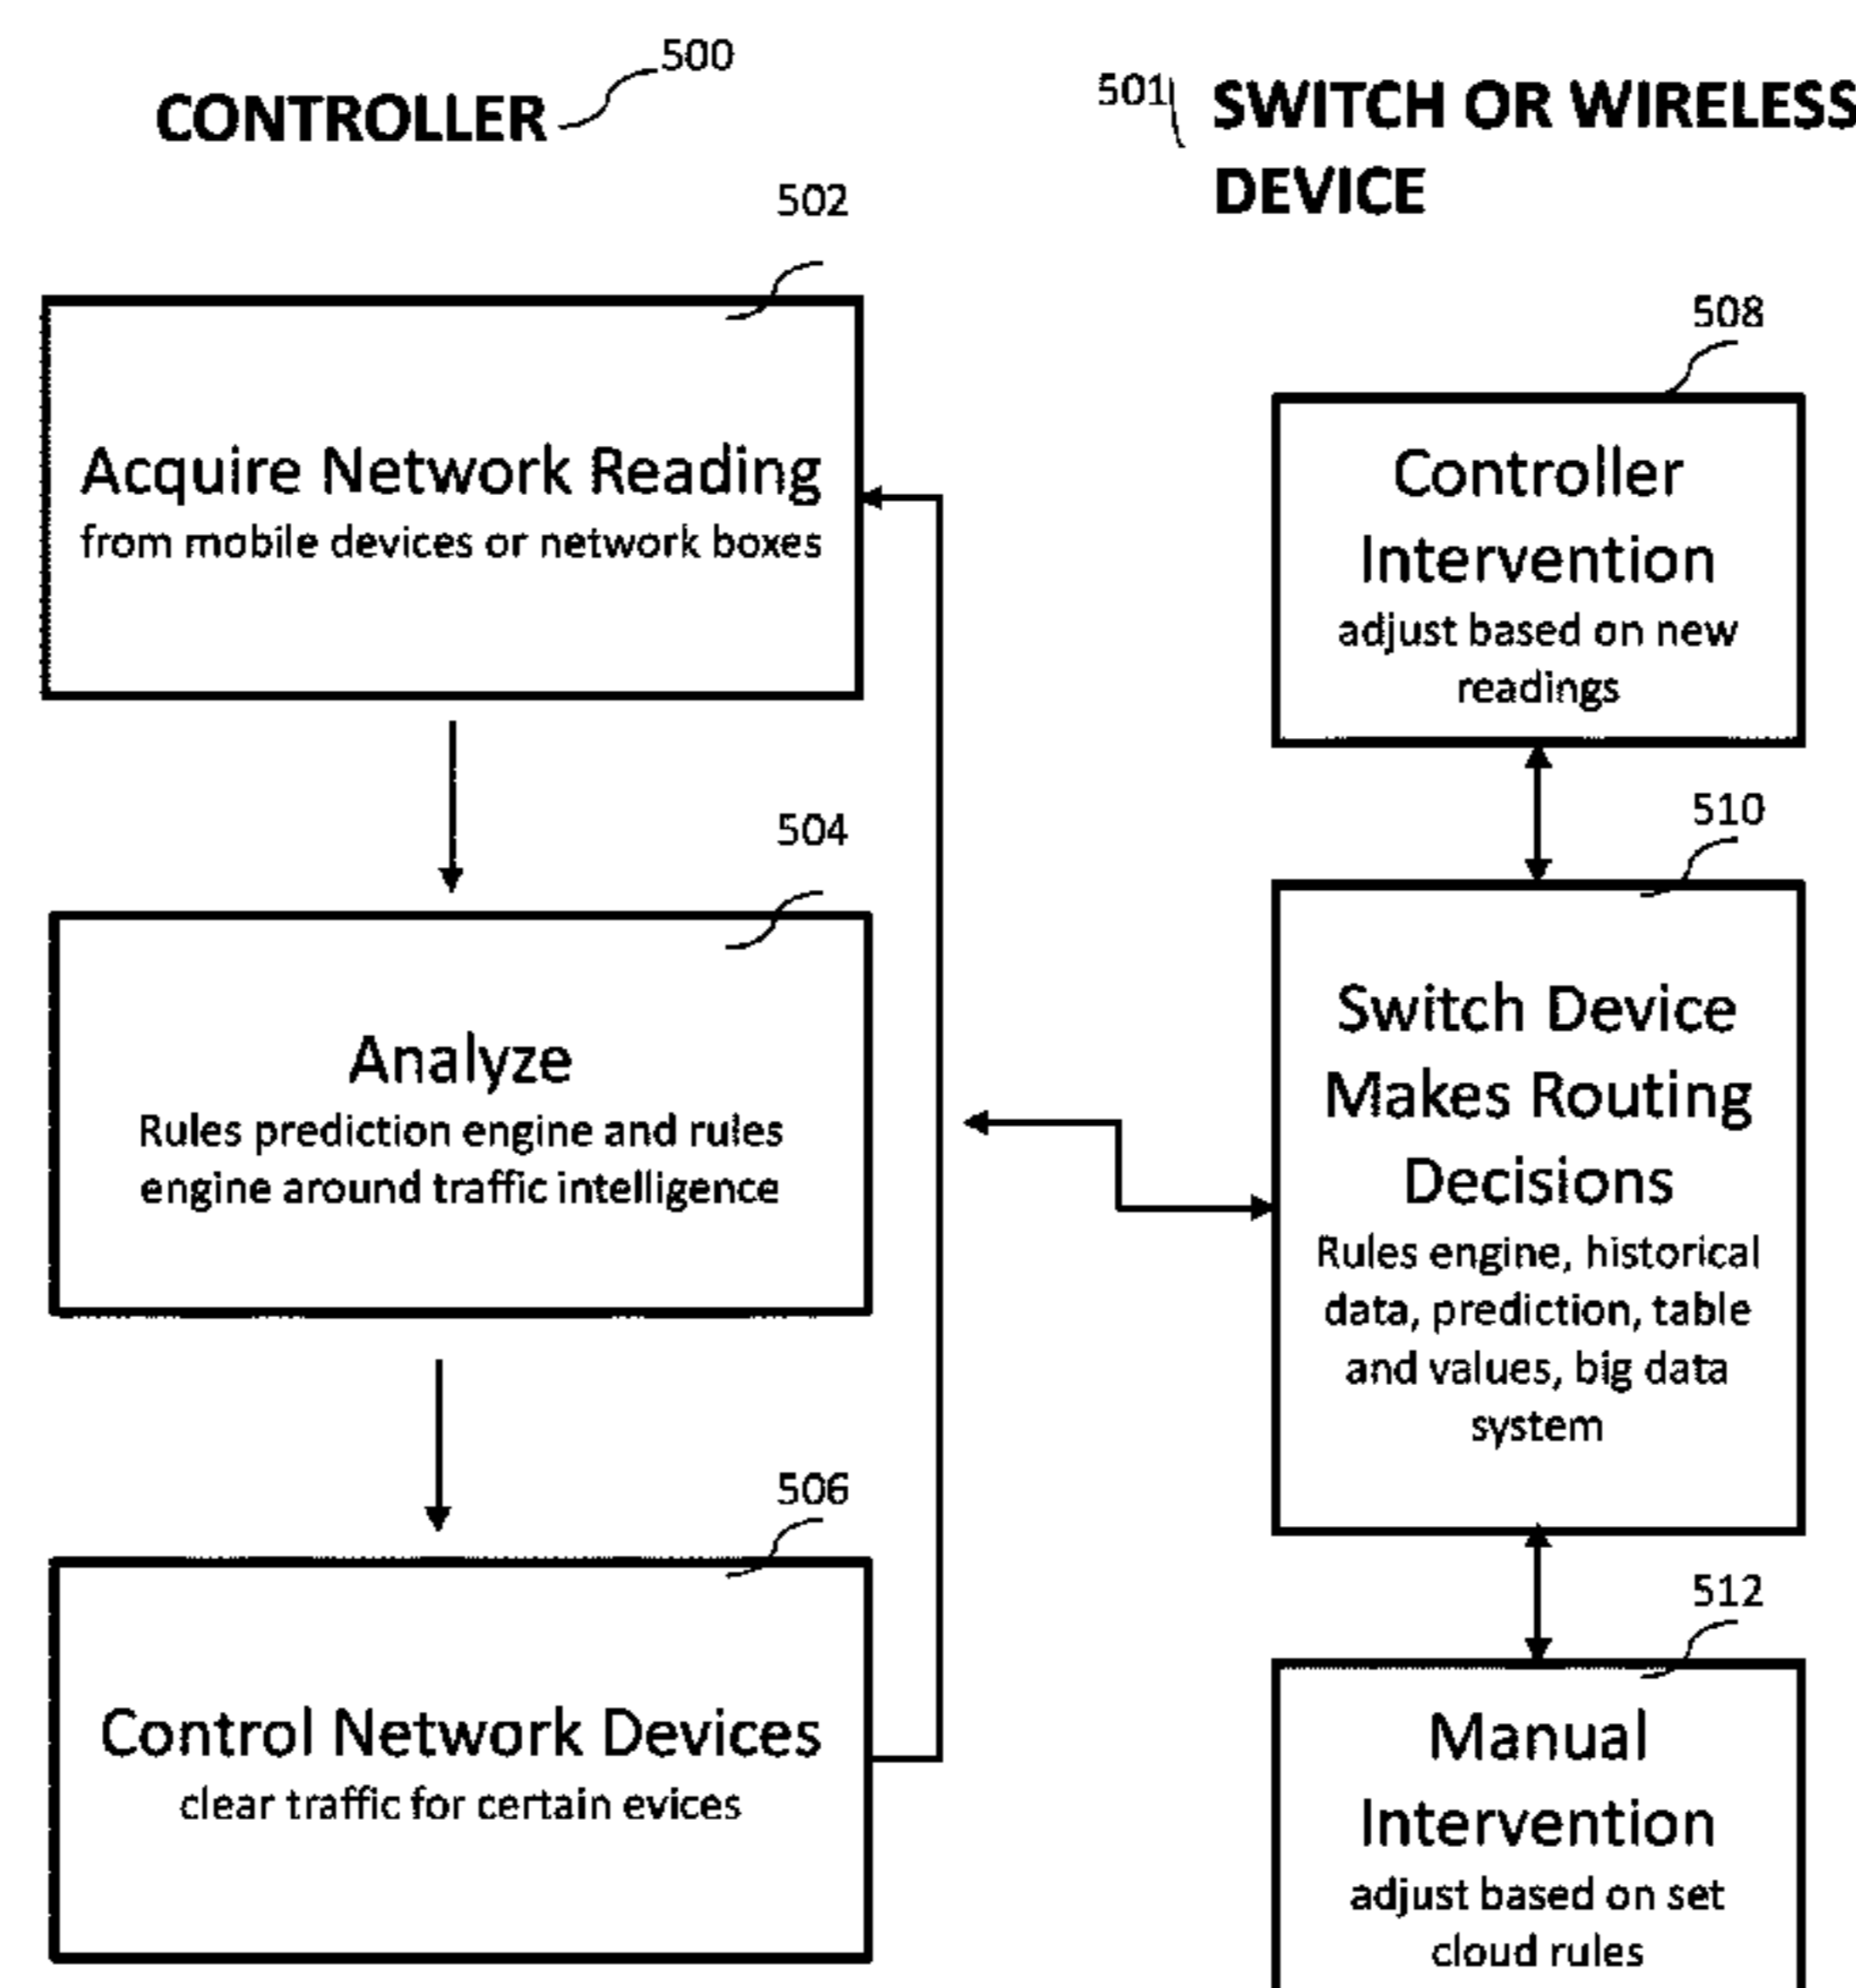 CONTROLLER
500
502
Acquire Network Reading
from mobile devices or network boxes
504
Analyze
Rules prediction engine and rules
engine around traffic intelligence
506
Control Network Devices
clear traffic for certain evices
501
SWITCH OR WIRELESS
DEVICE
508
Controller
Intervention
adjust based on new
readings
510
Switch Device
Makes Routing
Decisions
Rules engine, historical
data, prediction, table
and values, big data
system
512
Manual
Intervention
adjust based on set
cloud rules